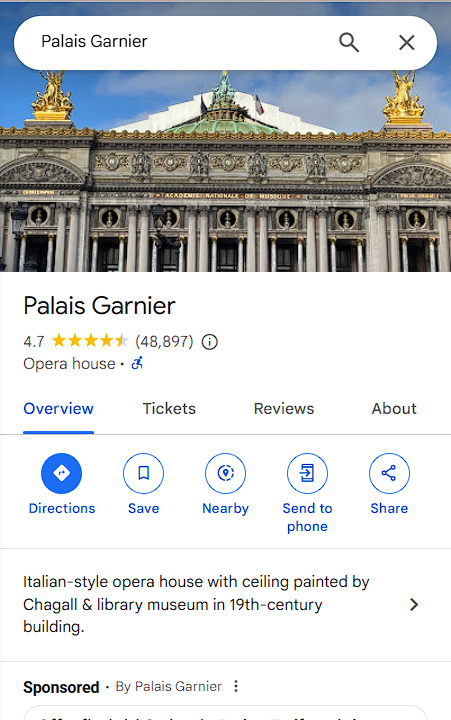 Palais Garnier
ACADEMIE NATIONALE DE MUSIQUE
Palais Garnier
4.7 (48,897)
Opera house ·
Overview Tickets Reviews About
Directions Save Nearby Send to phone Share
Italian-style opera house with ceiling painted by
Chagall & library museum in 19th-century
building.
Sponsored · By Palais Garnier